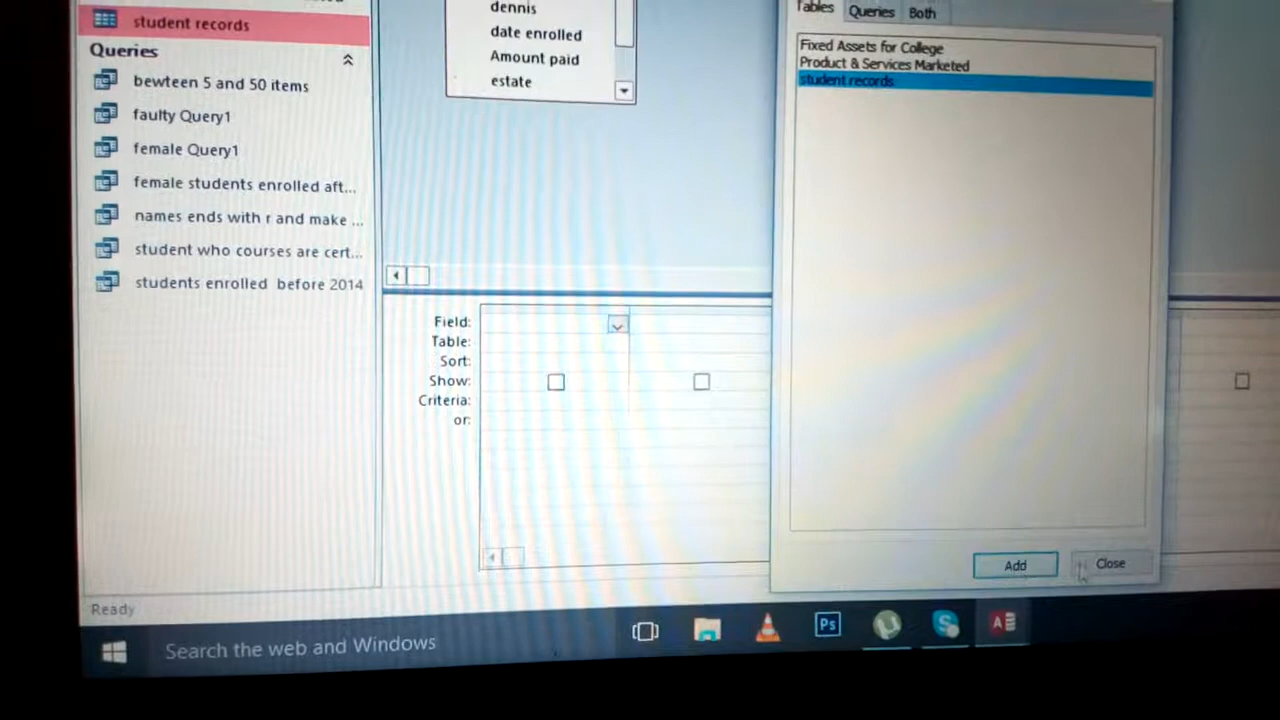 student records
Queries
bewteen 5 and 50 items
faulty Query1
female Query1
female students enrolled aft...
names ends with r and make ...
student who courses are cert...
students enrolled before 2014
dennis
date enrolled
Amount paid
estate
Tables Queries Both
Fixed Assets for College
Product & Services Marketed
student records
Field:
Table:
Sort:
Show:
Criteria:
or:
Add Close
Ready
Search the web and Windows
Ps
A